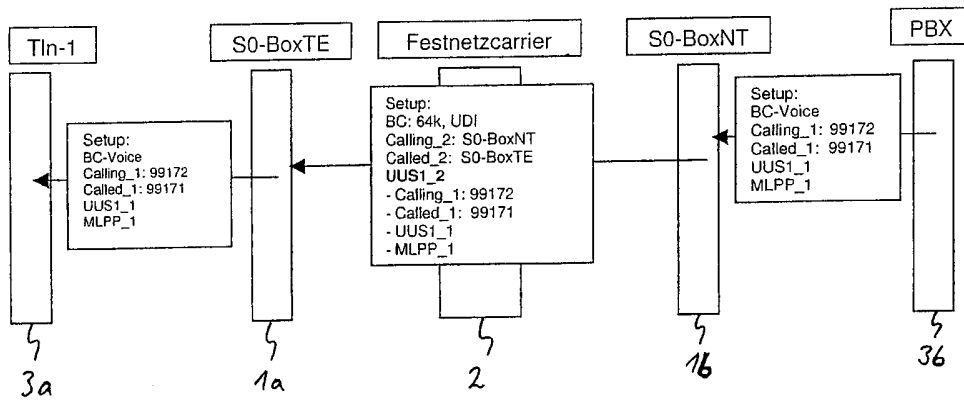 Tln-1
S0-BoxTE
Festnetzcarrier
S0-BoxNT
PBX
Setup:
BC-Voice
Calling_1: 99172
Called_1: 99171
UUS1_1
MLPP_1
Setup:
BC: 64k, UDI
Calling_2: S0-BoxNT
Called_2: S0-BoxTE
UUS1_2
- Calling_1: 99172
- Called_1: 99171
- UUS1_1
- MLPP_1
Setup:
BC-Voice
Calling_1: 99172
Called_1: 99171
UUS1_1
MLPP_1
3a
1a
2
1b
3b